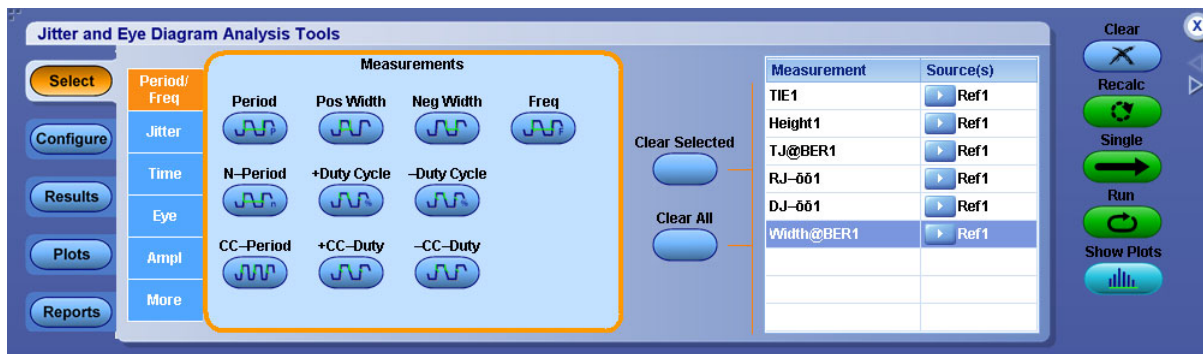 Jitter and Eye Diagram Analysis Tools
Select
Configure
Results
Plots
Reports
Period/
Freq
Jitter
Time
Eye
Ampl
More
Measurements
Period Pos Width Neg Width Freq
N–Period +Duty Cycle –Duty Cycle
CC–Period +CC–Duty –CC–Duty
Clear Selected
Clear All
Measurement Source(s)
TIE1 Ref1
Height1 Ref1
TJ@BER1 Ref1
RJ–δδ1 Ref1
DJ–δδ1 Ref1
Width@BER1 Ref1
Clear
Recalc
Single
Run
Show Plots
X